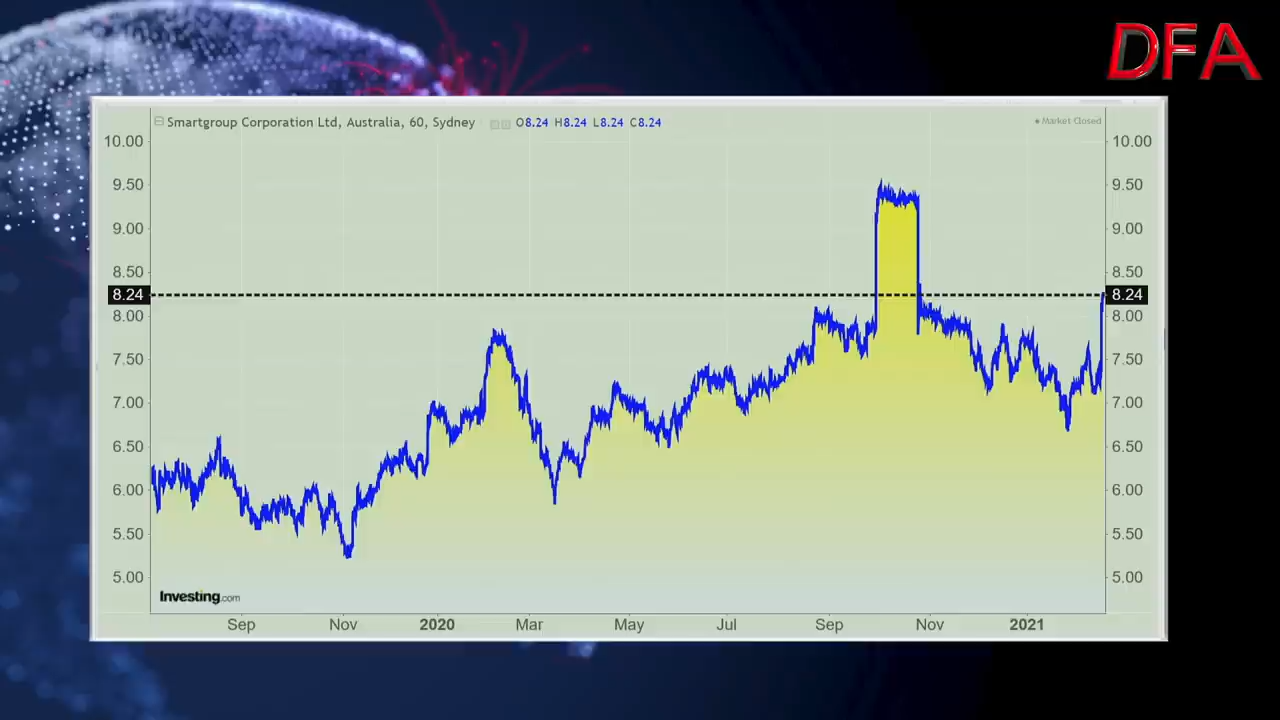 DFA
Smartgroup Corporation Ltd, Australia, 60, Sydney O8.24 H8.24 L8.24 C8.24
Market Closed
10.00 10.00
9.50 9.50
9.00 9.00
8.50 8.50
8.24 8.24
8.00 8.00
7.50 7.50
7.00 7.00
6.50 6.50
6.00 6.00
5.50 5.50
5.00 5.00
Investing.com
Sep Nov 2020 Mar May Jul Sep Nov 2021